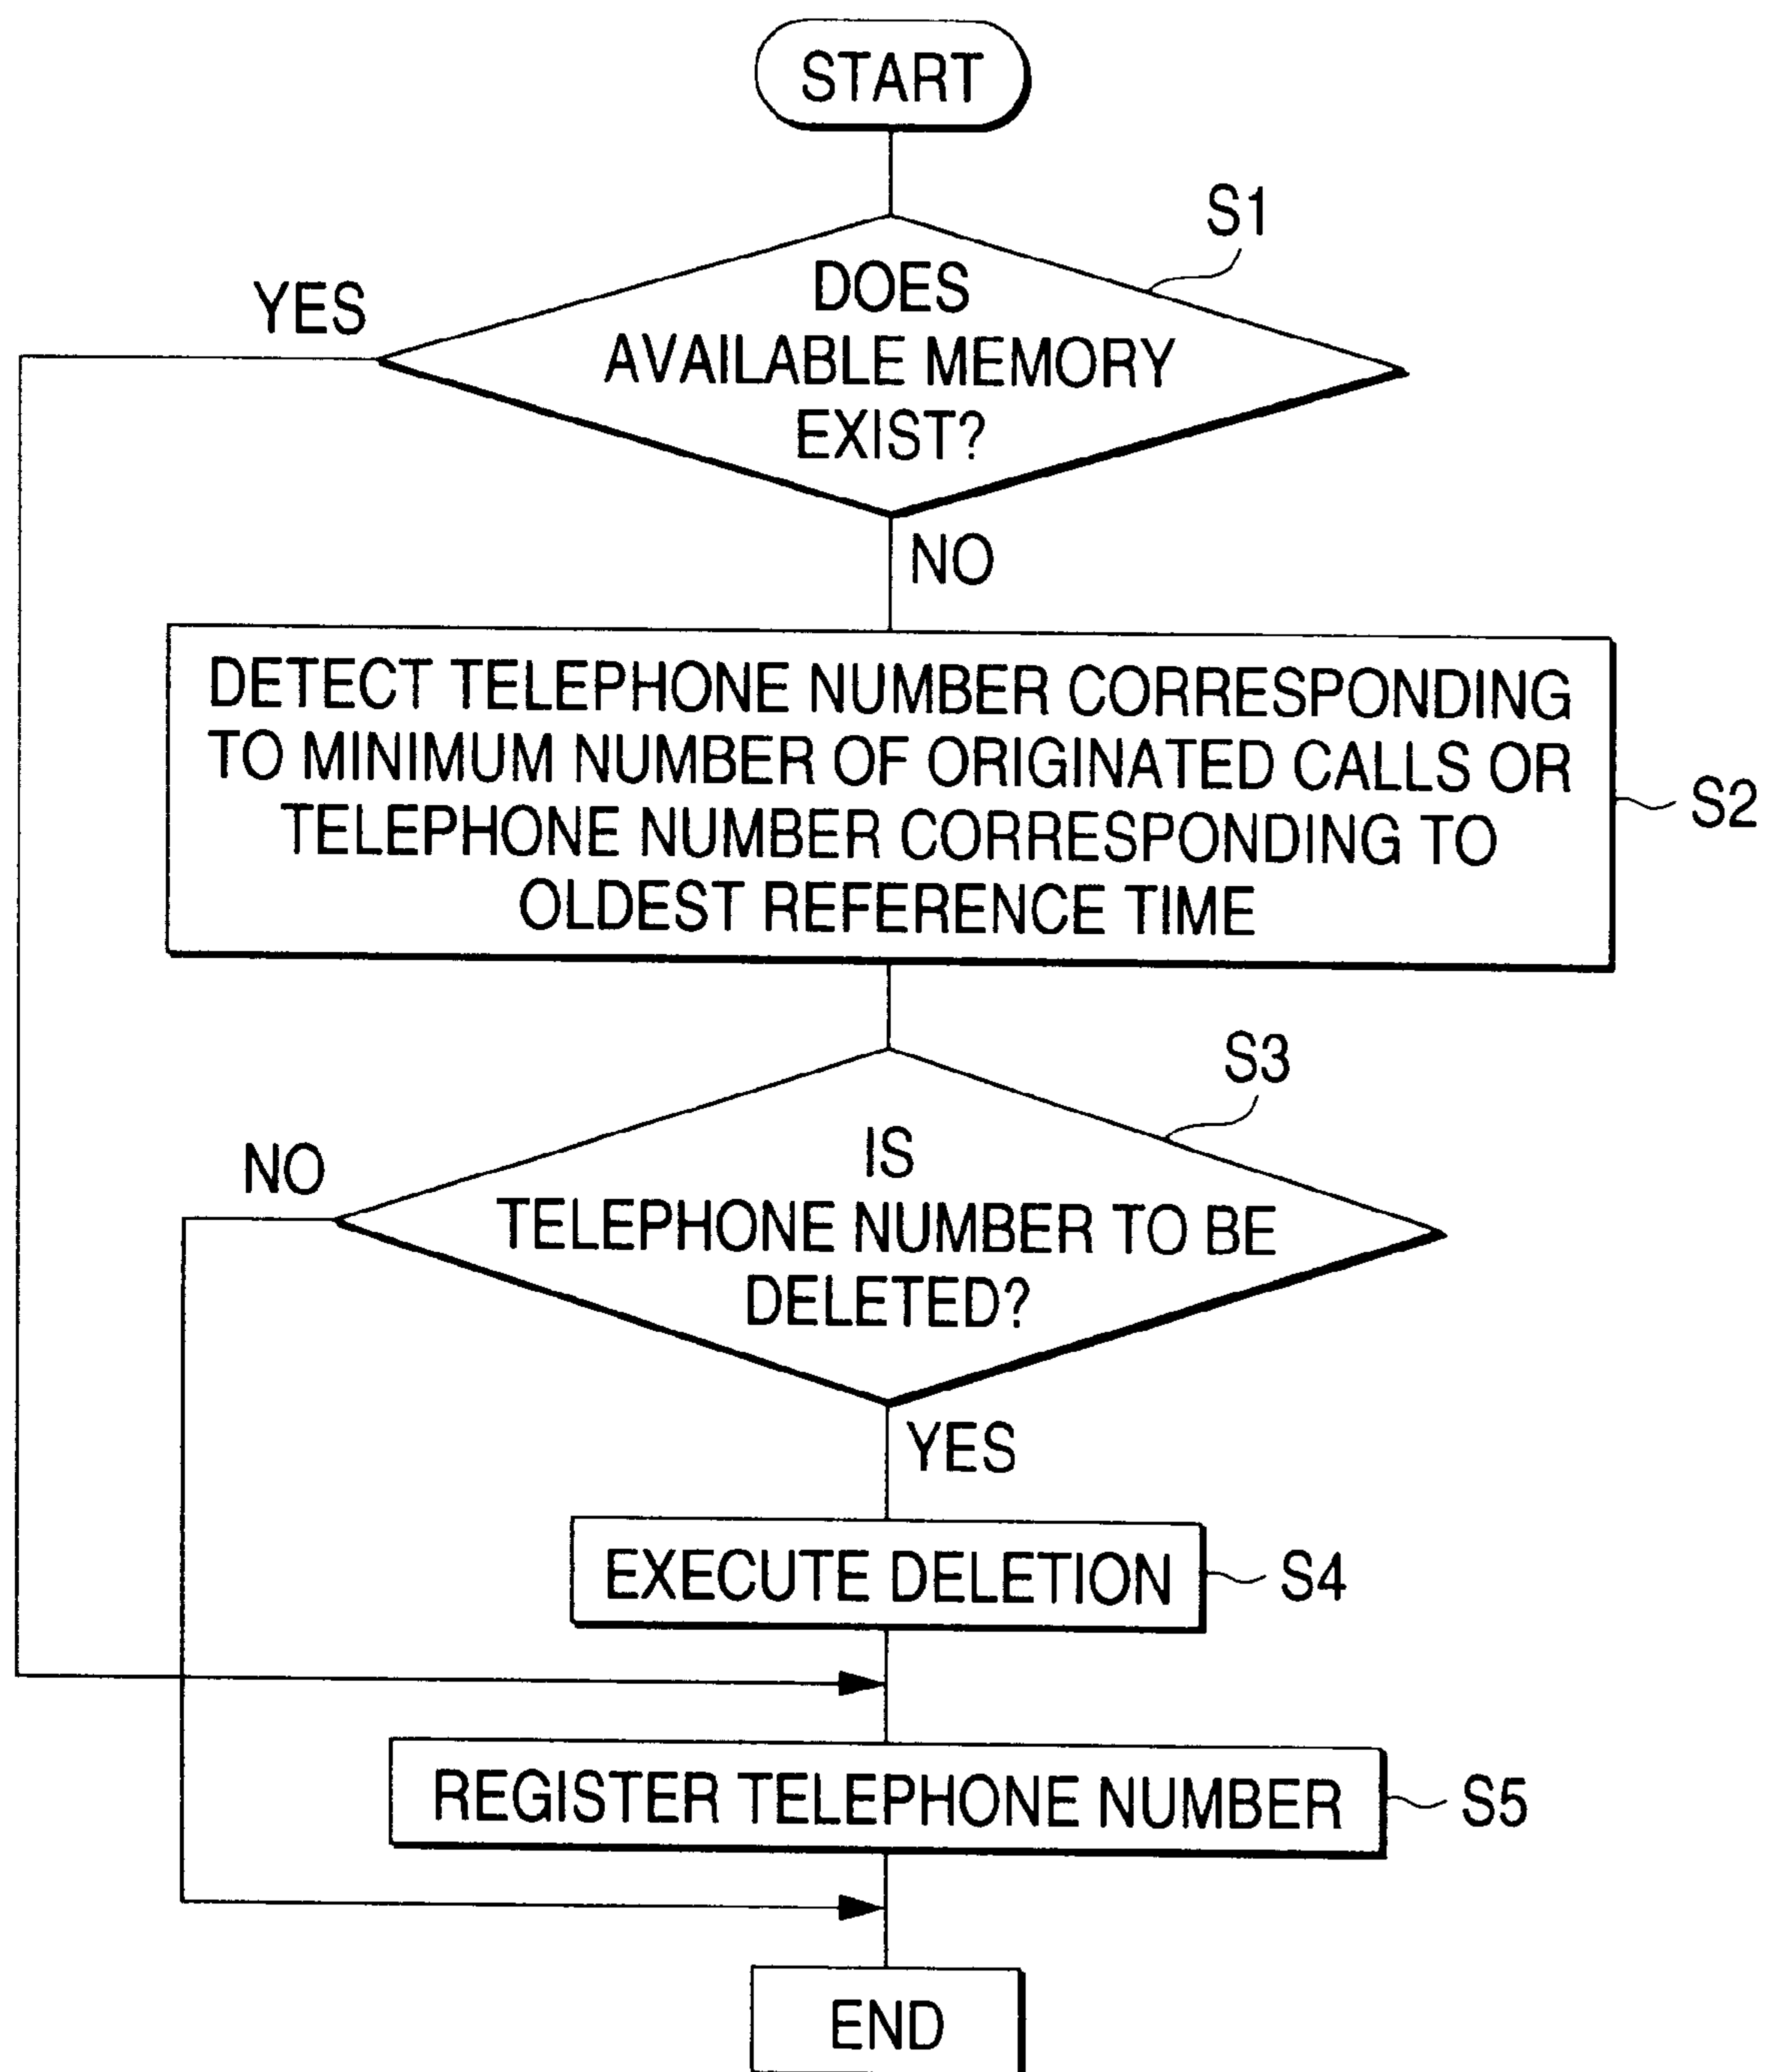 START
S1
YES
DOES
AVAILABLE MEMORY
EXIST?
NO
DETECT TELEPHONE NUMBER CORRESPONDING
TO MINIMUM NUMBER OF ORIGINATED CALLS OR
TELEPHONE NUMBER CORRESPONDING TO
OLDEST REFERENCE TIME
S2
S3
NO
IS
TELEPHONE NUMBER TO BE
DELETED?
YES
EXECUTE DELETION
S4
REGISTER TELEPHONE NUMBER
S5
END